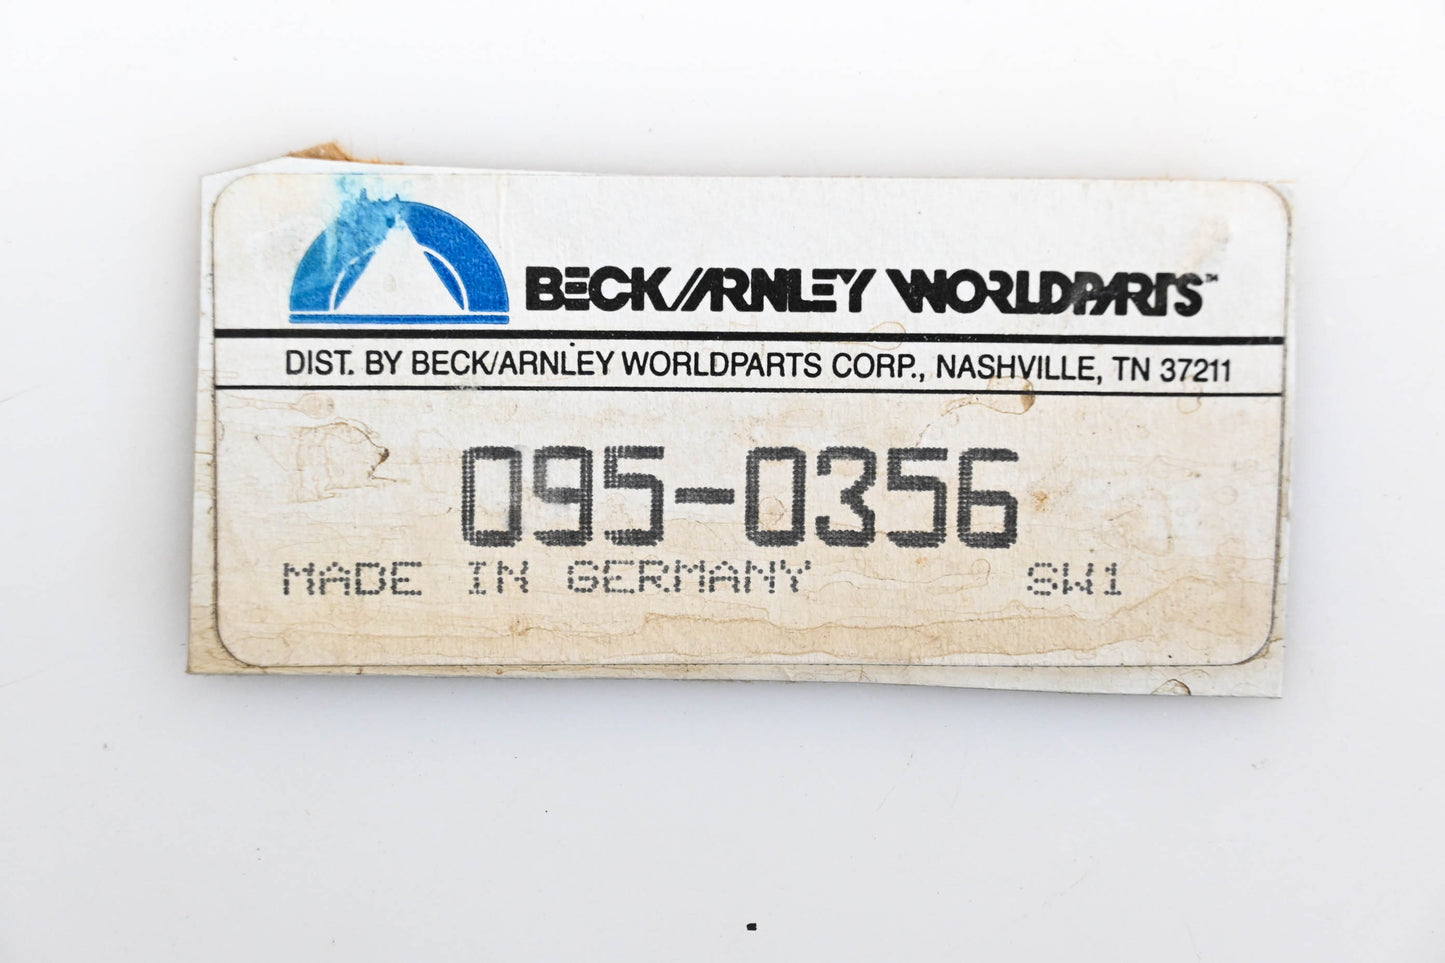 BECK/ARNLEY WORLDPARTS™
DIST. BY BECK/ARNLEY WORLDPARTS CORP., NASHVILLE, TN 37211
095-0356
MADE IN GERMANY SW1